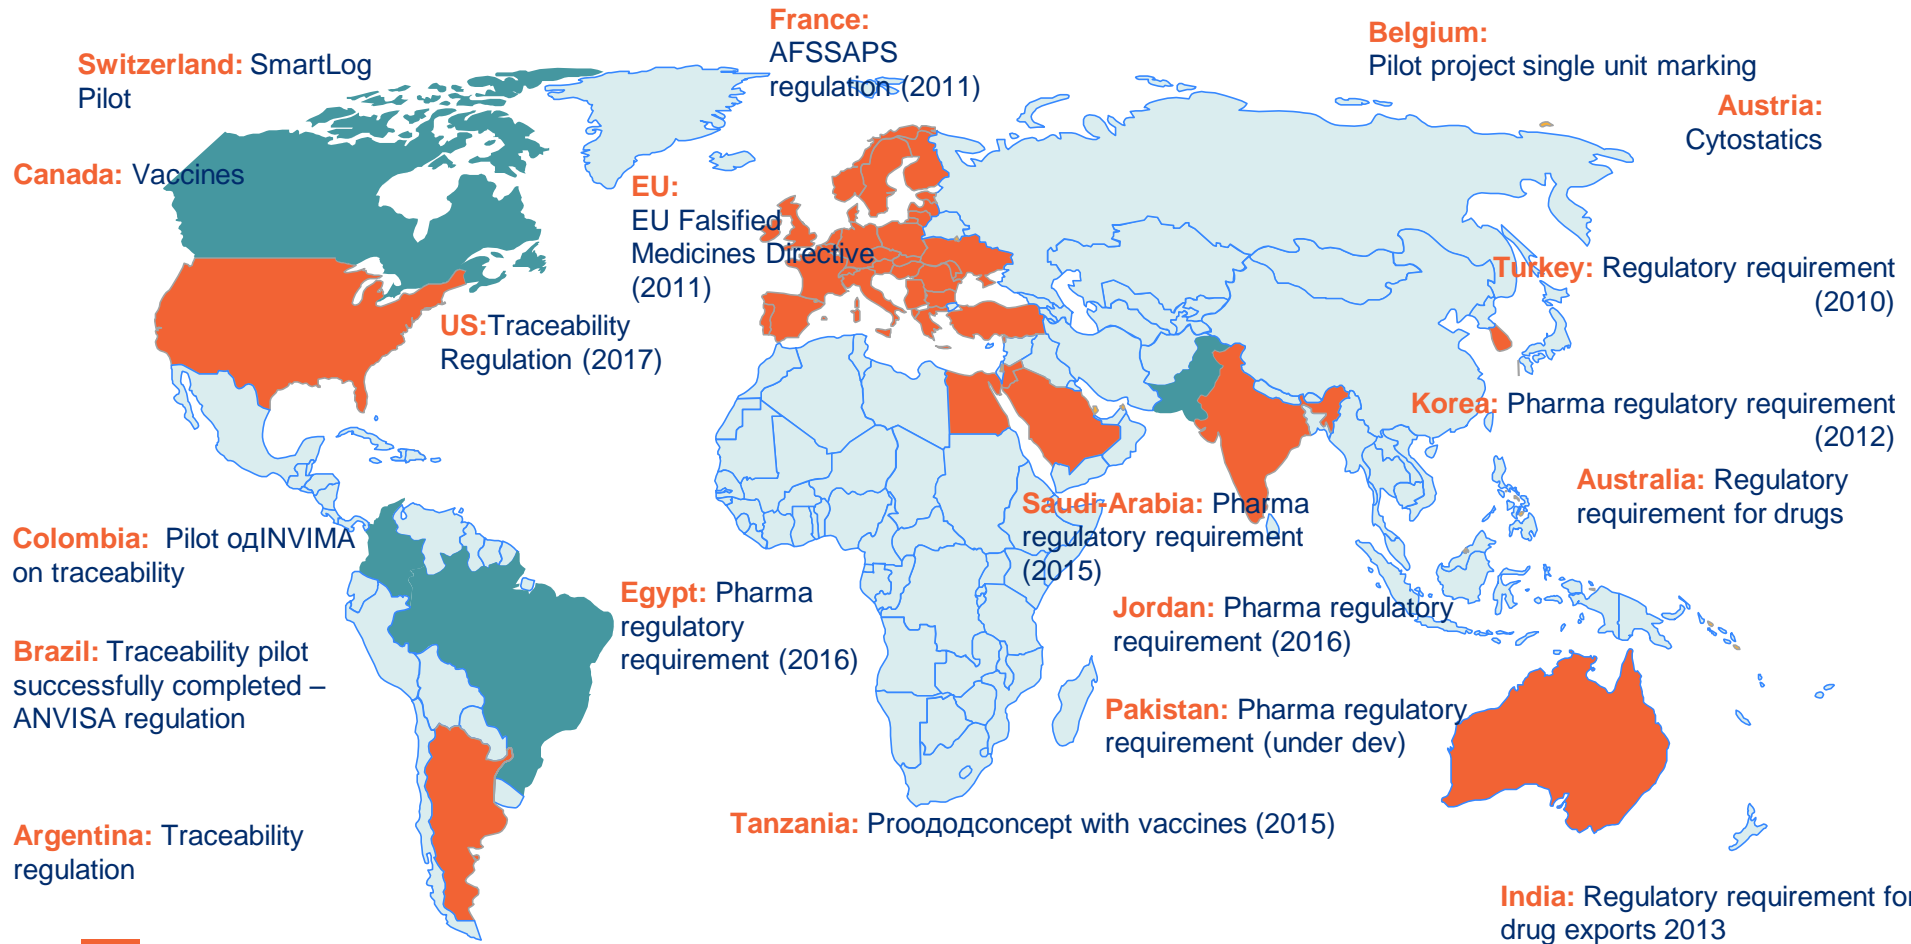 France:
AFSSAPS
regulation (2011)
Belgium:
Pilot project single unit marking
Switzerland: SmartLog
Pilot
Austria:
Cytostatics
Canada: Vaccines
EU:
EU Falsified
Medicines Directive
(2011)
Turkey: Regulatory requirement
(2010)
US:Traceability
Regulation (2017)
Korea: Pharma regulatory requirement
(2012)
Australia: Regulatory
requirement for drugs
Saudi-Arabia: Pharma
regulatory requirement
(2015)
Colombia: Pilot одINVIMA
on traceability
Egypt: Pharma
regulatory
requirement (2016)
Jordan: Pharma regulatory
requirement (2016)
Brazil: Traceability pilot
successfully completed –
ANVISA regulation
Pakistan: Pharma regulatory
requirement (under dev)
Tanzania: Prooдодconcept with vaccines (2015)
Argentina: Traceability
regulation
India: Regulatory requirement for
drug exports 2013